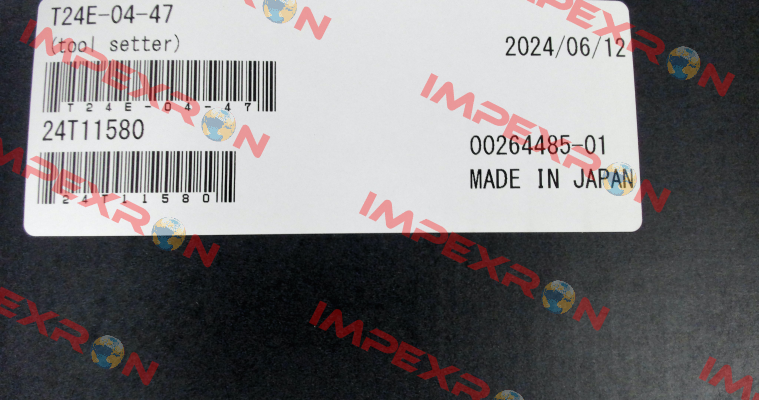 T24E-04-47
(tool setter)
2024/06/12
T24E-04-47
24T11580
00264485-01
24T11580
MADE IN JAPAN
IMPEXRON
IMPEXRON
IMPEXRON
IMPEXRON
IMPEXRON
IMPEXRON
IMPEXRON